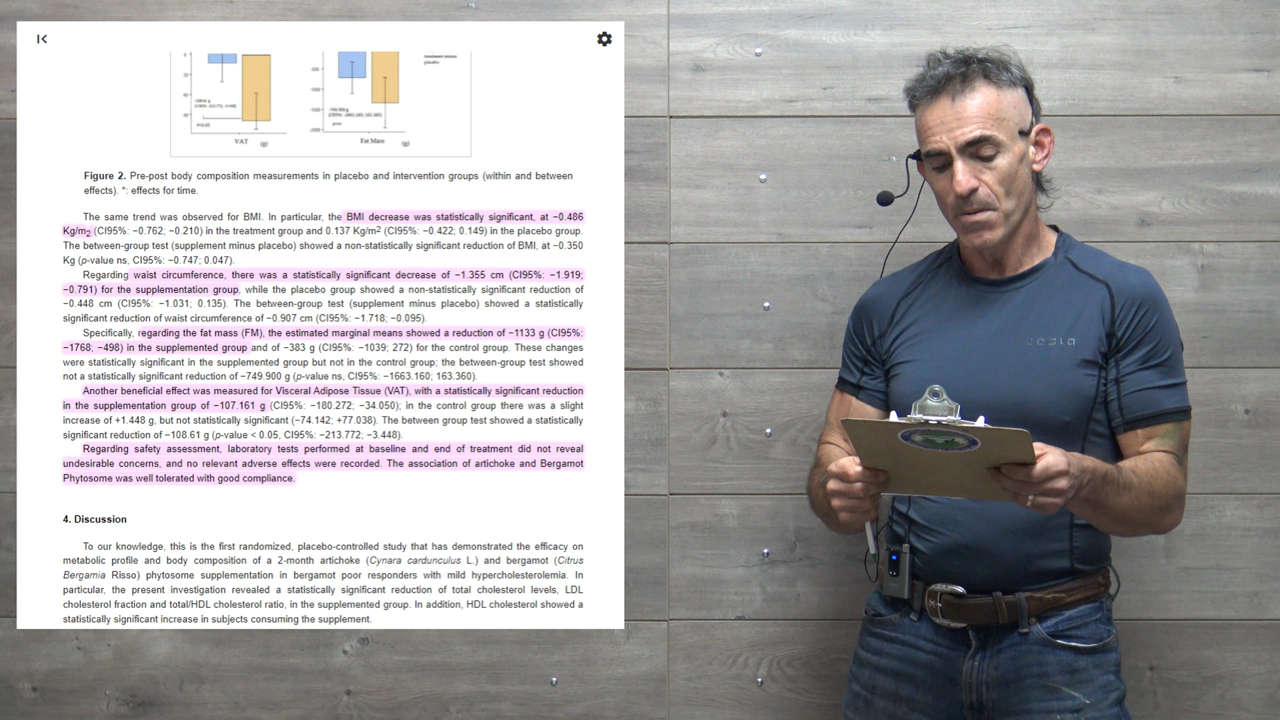 VAT (g)
Fat Mass (g)
Figure 2. Pre-post body composition measurements in placebo and intervention groups (within and between
effects). *: effects for time.
The same trend was observed for BMI. In particular, the BMI decrease was statistically significant, at −0.486
Kg/m2 (CI95%: −0.762; −0.210) in the treatment group and 0.137 Kg/m² (CI95%: −0.422; 0.149) in the placebo group.
The between-group test (supplement minus placebo) showed a non-statistically significant reduction of BMI, at −0.350
Kg (p-value ns, CI95%: −0.747; 0.047).
Regarding waist circumference, there was a statistically significant decrease of −1.355 cm (CI95%: −1.919;
−0.791) for the supplementation group, while the placebo group showed a non-statistically significant reduction of
−0.448 cm (CI95%: −1.031; 0.135). The between-group test (supplement minus placebo) showed a statistically
significant reduction of waist circumference of −0.907 cm (CI95%: −1.718; −0.095).
Specifically, regarding the fat mass (FM), the estimated marginal means showed a reduction of −1133 g (CI95%:
−1768; −498) in the supplemented group and of −383 g (CI95%: −1039; 272) for the control group. These changes
were statistically significant in the supplemented group but not in the control group; the between-group test showed
not a statistically significant reduction of −749.900 g (p-value ns, CI95%: −1663.160; 163.360).
Another beneficial effect was measured for Visceral Adipose Tissue (VAT), with a statistically significant reduction
in the supplementation group of −107.161 g (CI95%: −180.272; −34.050); in the control group there was a slight
increase of +1.448 g, but not statistically significant (−74.142; +77.038). The between group test showed a statistically
significant reduction of −108.61 g (p-value < 0.05, CI95%: −213.772; −3.448).
Regarding safety assessment, laboratory tests performed at baseline and end of treatment did not reveal
undesirable concerns, and no relevant adverse effects were recorded. The association of artichoke and Bergamot
Phytosome was well tolerated with good compliance.
4. Discussion
To our knowledge, this is the first randomized, placebo-controlled study that has demonstrated the efficacy on
metabolic profile and body composition of a 2-month artichoke (Cynara cardunculus L.) and bergamot (Citrus
Bergamia Risso) phytosome supplementation in bergamot poor responders with mild hypercholesterolemia. In
particular, the present investigation revealed a statistically significant reduction of total cholesterol levels, LDL
cholesterol fraction and total/HDL cholesterol ratio, in the supplemented group. In addition, HDL cholesterol showed a
statistically significant increase in subjects consuming the supplement.